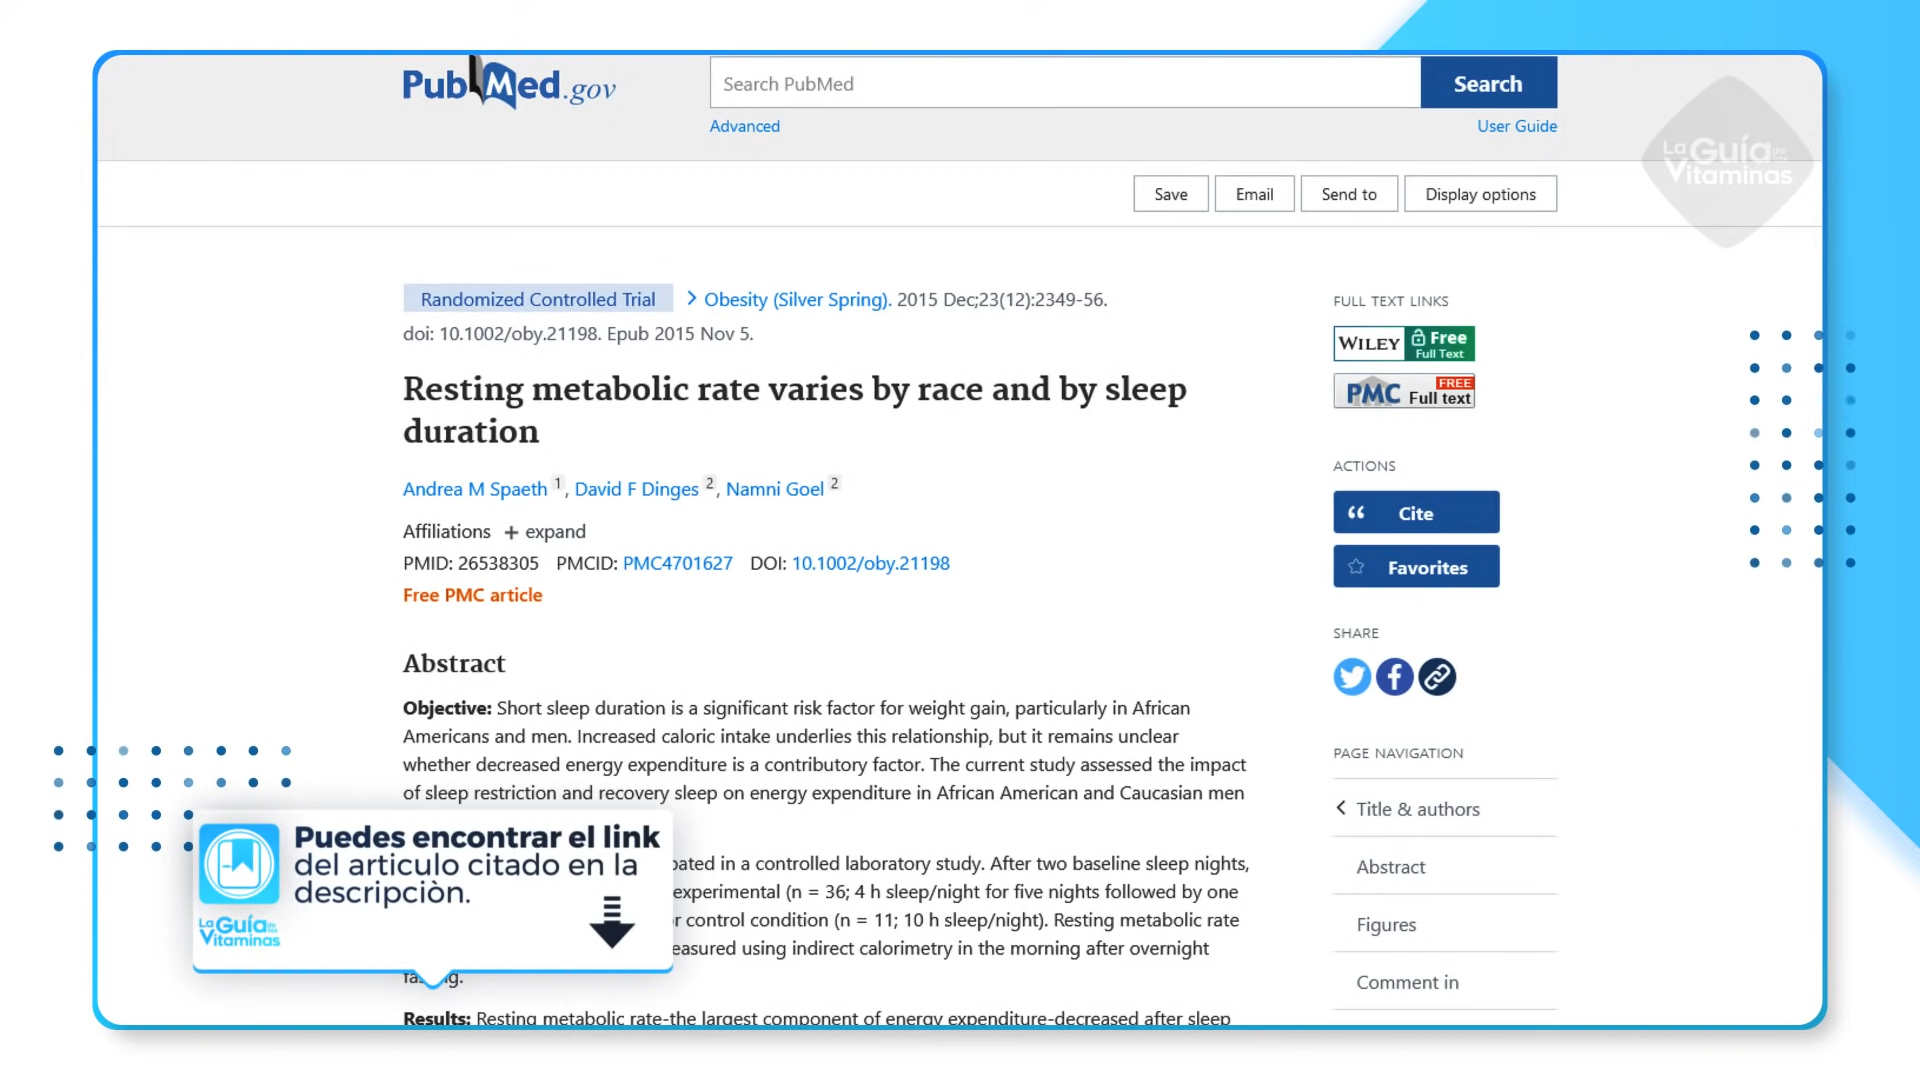 PubMed.gov
Search PubMed
Search
Advanced
User Guide
La Guía de las
Vitaminas
Save
Email
Send to
Display options
Randomized Controlled Trial
Obesity (Silver Spring). 2015 Dec;23(12):2349-56.
doi: 10.1002/oby.21198. Epub 2015 Nov 5.
Resting metabolic rate varies by race and by sleep
duration
Andrea M Spaeth 1, David F Dinges 2, Namni Goel 2
Affiliations + expand
PMID: 26538305 PMCID: PMC4701627 DOI: 10.1002/oby.21198
Free PMC article
Abstract
Objective: Short sleep duration is a significant risk factor for weight gain, particularly in African
Americans and men. Increased caloric intake underlies this relationship, but it remains unclear
whether decreased energy expenditure is a contributory factor. The current study assessed the impact
of sleep restriction and recovery sleep on energy expenditure in African American and Caucasian men
pated in a controlled laboratory study. After two baseline sleep nights,
experimental (n = 36; 4 h sleep/night for five nights followed by one
r control condition (n = 11; 10 h sleep/night). Resting metabolic rate
easured using indirect calorimetry in the morning after overnight
Results: Resting metabolic rate-the largest component of energy expenditure-decreased after sleep
Puedes encontrar el link
del articulo citado en la
descripciòn.
La Guía de las
Vitaminas
FULL TEXT LINKS
WILEY Free
Full Text
PMC FREE
Full text
ACTIONS
Cite
Favorites
SHARE
PAGE NAVIGATION
Title & authors
Abstract
Figures
Comment in